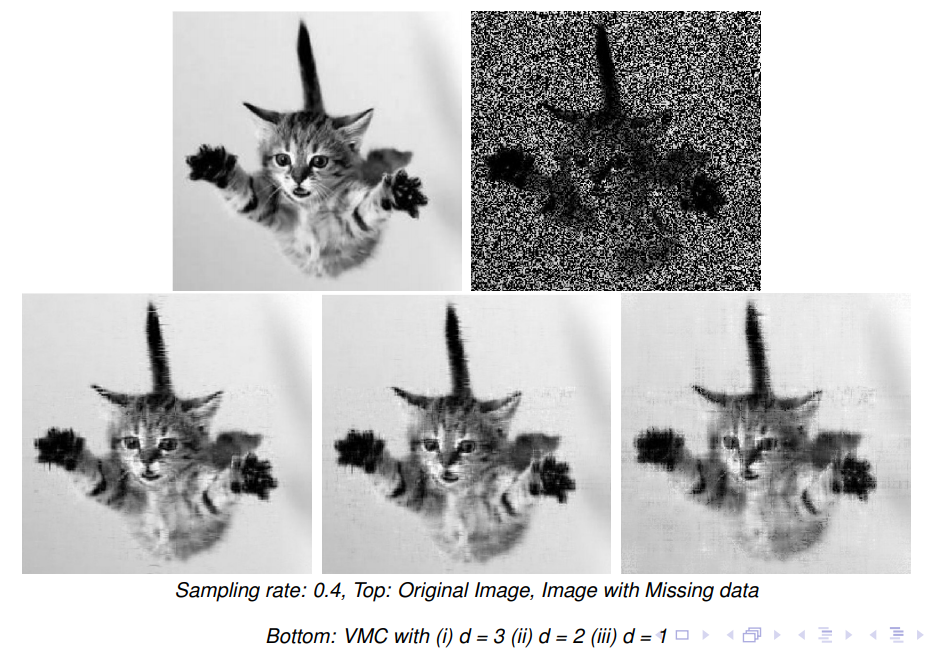 Sampling rate: 0.4, Top: Original Image, Image with Missing data
Bottom: VMC with (i) d = 3 (ii) d = 2 (iii) d = 1